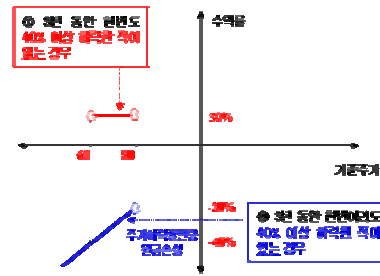 ① 3년 동안 한번도
40% 이상 하락한 적이
없는 경우
수익률
30%
60
기준주가
-20%
-40%
주가하락률만큼
원금손실
② 3년 동안 한번이라도
40% 이상 하락한 적이
있는 경우